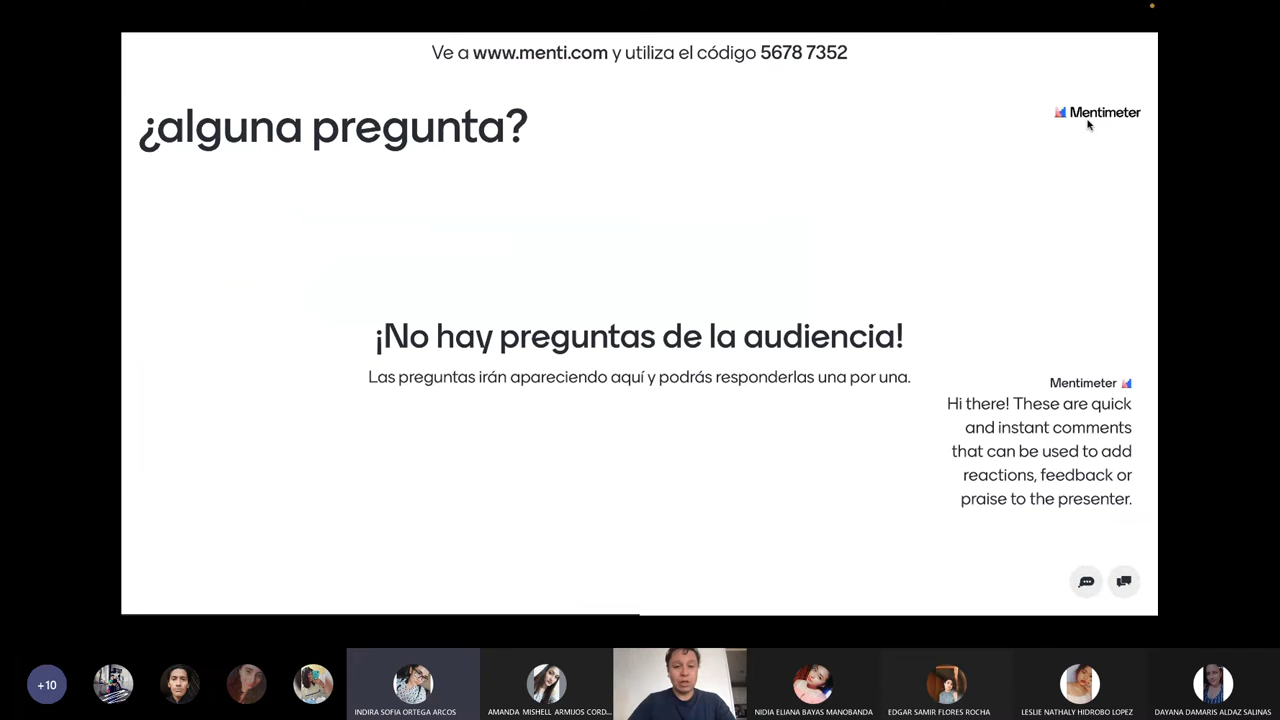 Ve a www.menti.com y utiliza el código 5678 7352
¿alguna pregunta?
Mentimeter
¡No hay preguntas de la audiencia!
Las preguntas irán apareciendo aquí y podrás responderlas una por una.
Mentimeter
Hi there! These are quick
and instant comments
that can be used to add
reactions, feedback or
praise to the presenter.
+10
INDIRA SOFIA ORTEGA ARCOS
AMANDA MISHELL ARMIJOS CORD...
NIDIA ELIANA BAYAS MANOBANDA
EDGAR SAMIR FLORES ROCHA
LESLIE NATHALY HIDROBO LOPEZ
DAYANA DAMARIS ALDAZ SALINAS